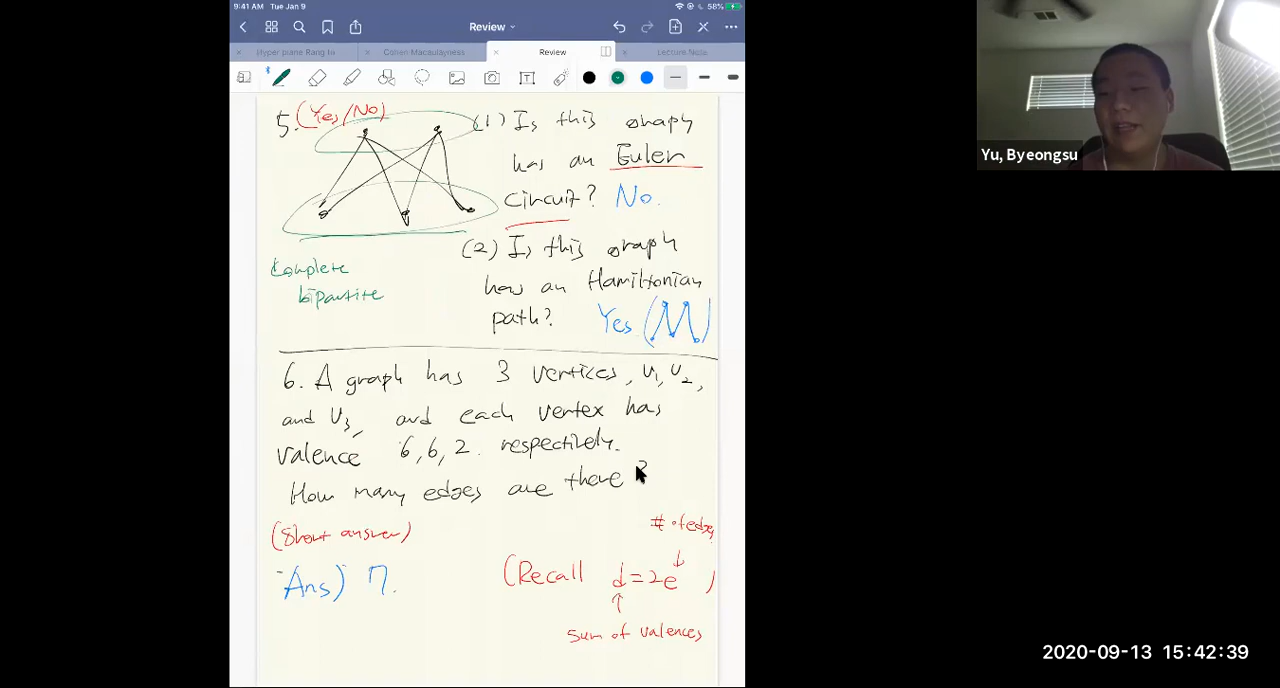 9:41 AM Tue Jan 9
58%
Review
Cohen Macaulayness
Review
Lecture Note
5. (Yes/No)
(1) Is this graph
has an Euler
circuit? No.
Complete
bipartite
(2) Is this graph
has an Hamiltonian
path? Yes
6. A graph has 3 vertices, v1, v2,
and v3, and each vertex has
valence 6, 6, 2. respectively.
How many edges are there?
(Short answer)
Ans) 7.
# of edges
(Recall d = 2e)
sum of valences
Yu, Byeongsu
2020-09-13 15:42:39